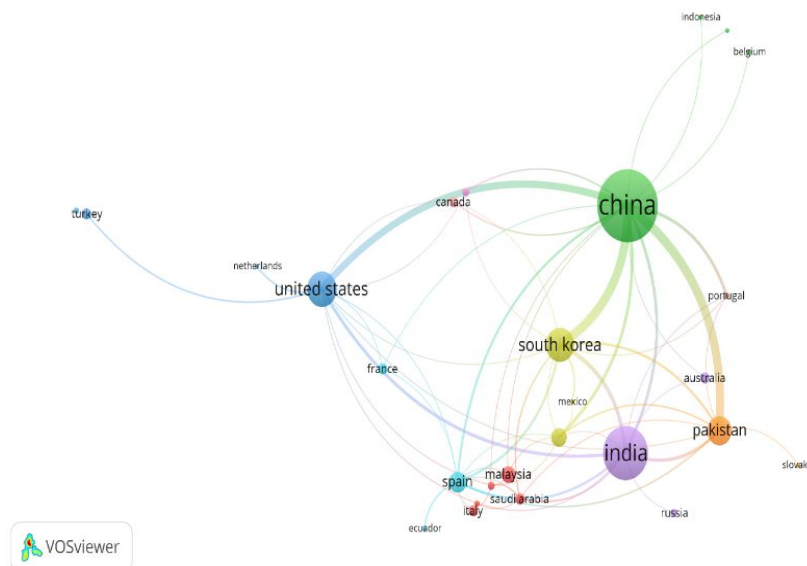 indonesia
belgium
china
canada
turkey
netherlands
united states
portugal
south korea
france
australia
mexico
pakistan
india
slovak
malaysia
spain
saudi arabia
italy
russia
ecuador
VOSviewer